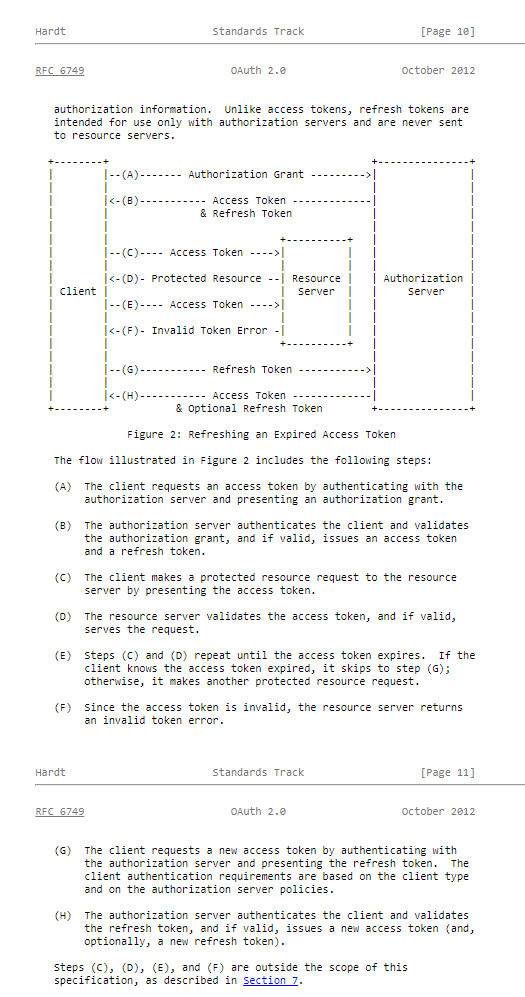 Hardt                        Standards Track                   [Page 10]
RFC 6749                        OAuth 2.0                   October 2012
   authorization information.  Unlike access tokens, refresh tokens are
   intended for use only with authorization servers and are never sent
   to resource servers.
  +--------+                                           +---------------+
  |        |--(A)------- Authorization Grant --------->|               |
  |        |                                           |               |
  |        |<-(B)----------- Access Token -------------|               |
  |        |               & Refresh Token             |               |
  |        |                                           |               |
  |        |                            +----------+   |               |
  |        |--(C)---- Access Token ---->|          |   |               |
  |        |                            |          |   |               |
  |        |<-(D)- Protected Resource --| Resource |   | Authorization |
  | Client |                            |  Server  |   |     Server    |
  |        |--(E)---- Access Token ---->|          |   |               |
  |        |                            |          |   |               |
  |        |<-(F)- Invalid Token Error -|          |   |               |
  |        |                            +----------+   |               |
  |        |                                           |               |
  |        |--(G)----------- Refresh Token ----------->|               |
  |        |                                           |               |
  |        |<-(H)----------- Access Token -------------|               |
  +--------+           & Optional Refresh Token        +---------------+
               Figure 2: Refreshing an Expired Access Token
   The flow illustrated in Figure 2 includes the following steps:
   (A)  The client requests an access token by authenticating with the
        authorization server and presenting an authorization grant.
   (B)  The authorization server authenticates the client and validates
        the authorization grant, and if valid, issues an access token
        and a refresh token.
   (C)  The client makes a protected resource request to the resource
        server by presenting the access token.
   (D)  The resource server validates the access token, and if valid,
        serves the request.
   (E)  Steps (C) and (D) repeat until the access token expires.  If the
        client knows the access token expired, it skips to step (G);
        otherwise, it makes another protected resource request.
   (F)  Since the access token is invalid, the resource server returns
        an invalid token error.
Hardt                        Standards Track                   [Page 11]
RFC 6749                        OAuth 2.0                   October 2012
   (G)  The client requests a new access token by authenticating with
        the authorization server and presenting the refresh token.  The
        client authentication requirements are based on the client type
        and on the authorization server policies.
   (H)  The authorization server authenticates the client and validates
        the refresh token, and if valid, issues a new access token (and,
        optionally, a new refresh token).
   Steps (C), (D), (E), and (F) are outside the scope of this
   specification, as described in Section 7.